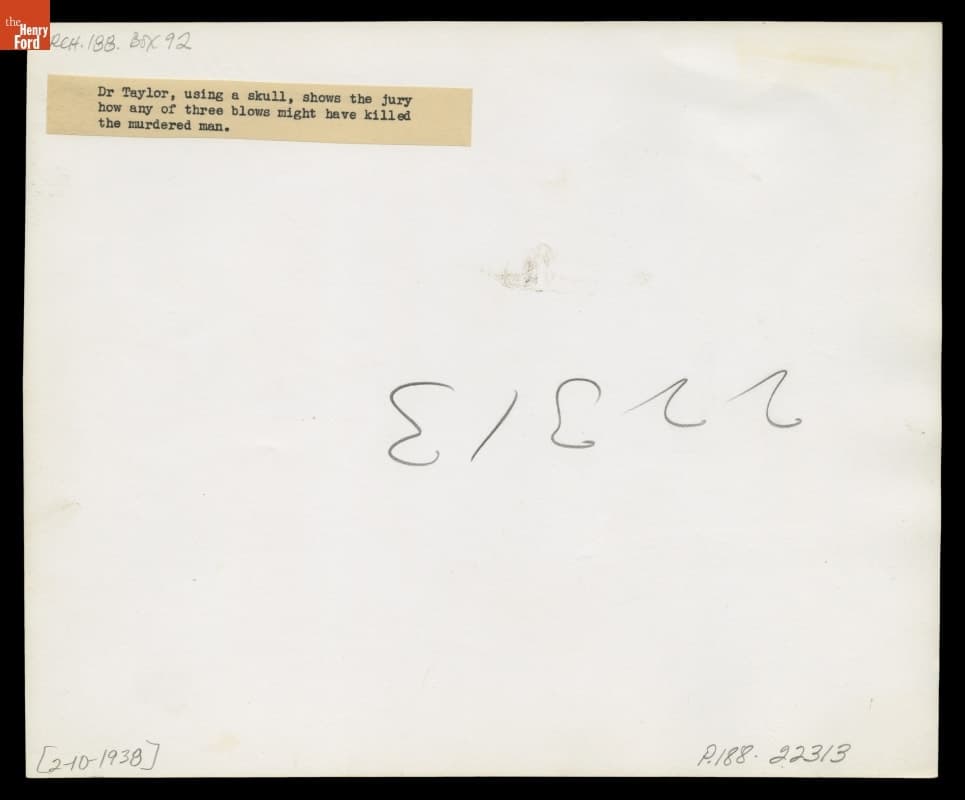 the
Henry
Ford
RCH. 188. Box 92
Dr Taylor, using a skull, shows the jury
how any of three blows might have killed
the murdered man.
22313
[2-10-1938]
P.188. 22313